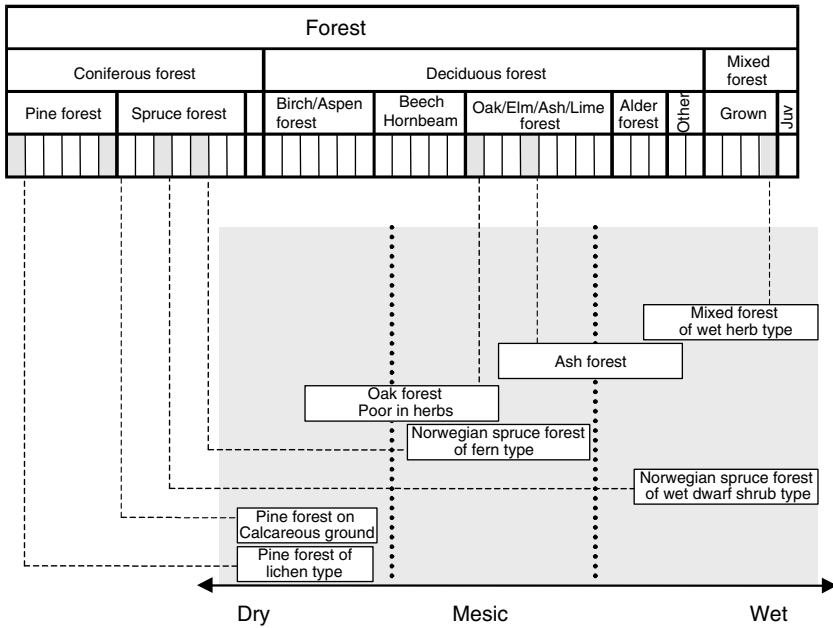 Forest
Coniferous forest
Deciduous forest
Mixed
forest
Pine forest
Spruce forest
Birch/Aspen
forest
Beech
Hornbeam
Oak/Elm/Ash/Lime
forest
Alder
forest
Other
Grown
Juv
Mixed forest
of wet herb type
Ash forest
Oak forest
Poor in herbs
Norwegian spruce forest
of fern type
Norwegian spruce forest
of wet dwarf shrub type
Pine forest on
Calcareous ground
Pine forest of
lichen type
Dry
Mesic
Wet